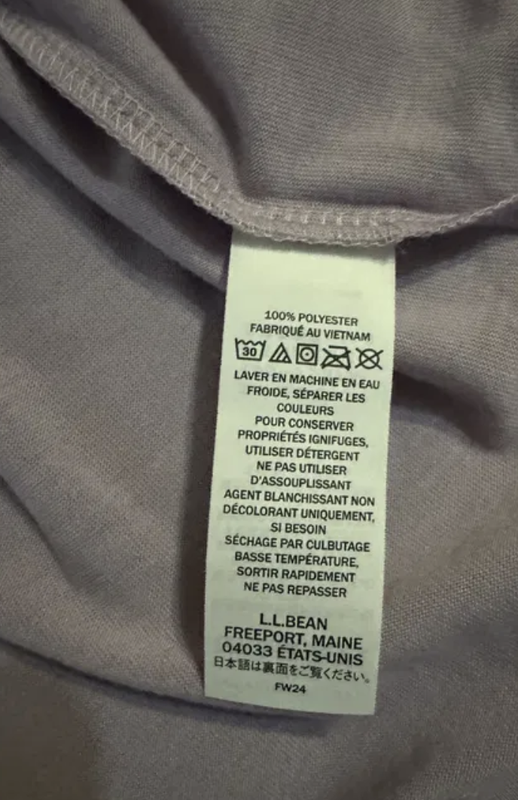 100% POLYESTER
FABRIQUÉ AU VIETNAM
30
LAVER EN MACHINE EN EAU
FROIDE, SÉPARER LES
COULEURS
POUR CONSERVER
PROPRIÉTÉS IGNIFUGES,
UTILISER DÉTERGENT
NE PAS UTILISER
D'ASSOUPLISSANT
AGENT BLANCHISSANT NON
DÉCOLORANT UNIQUEMENT,
SI BESOIN
SÉCHAGE PAR CULBUTAGE
BASSE TEMPÉRATURE,
SORTIR RAPIDEMENT
NE PAS REPASSER
L.L.BEAN
FREEPORT, MAINE
04033 ÉTATS-UNIS
日本語は裏面をご覧ください。
FW24